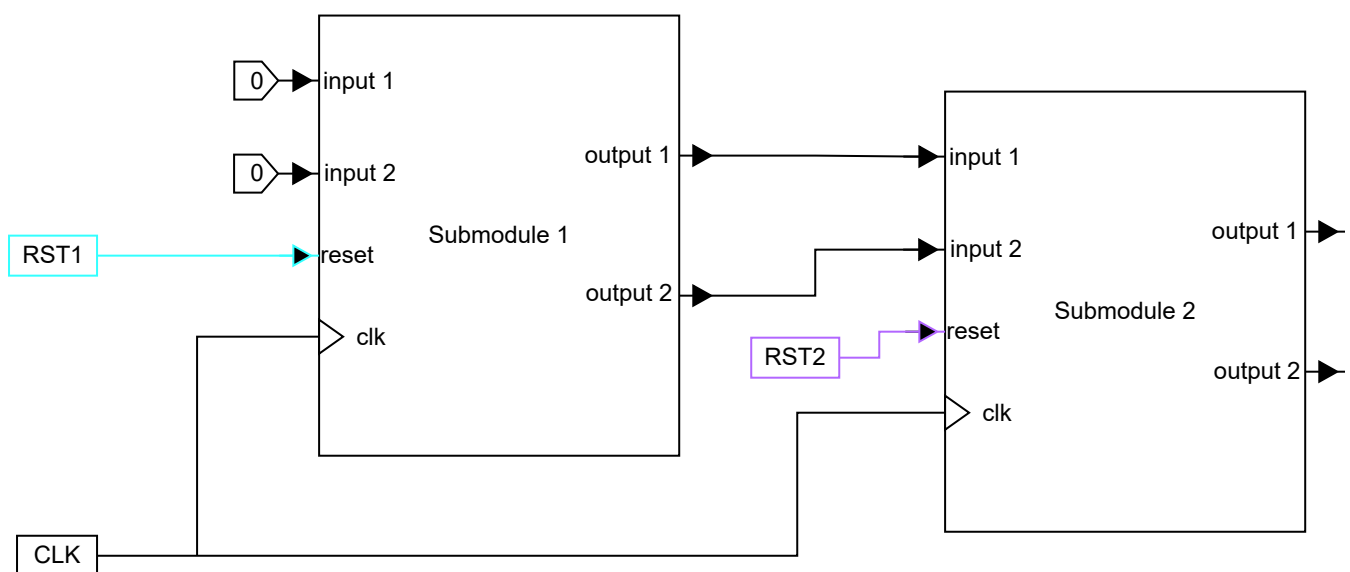 0
input 1
0
input 2
output 1
RST1
reset
Submodule 1
output 2
clk
CLK
input 1
input 2
output 1
RST2
reset
Submodule 2
output 2
clk